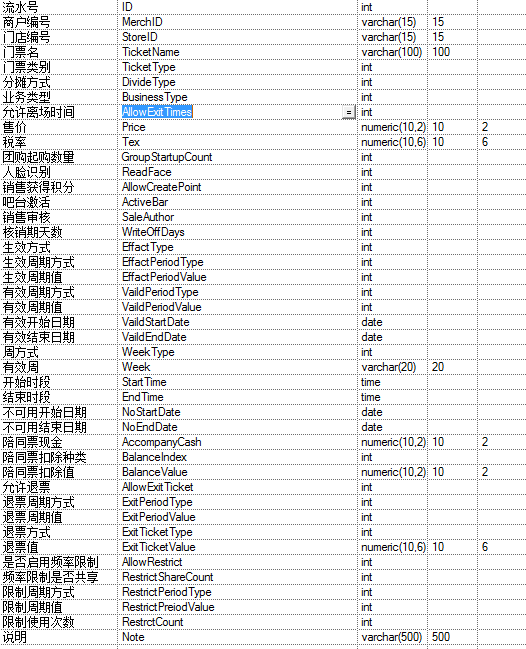 流水号 ID int
商户编号 MerchID varchar(15) 15
门店编号 StoreID varchar(15) 15
门票名 TicketName varchar(100) 100
门票类别 TicketType int
分摊方式 DivideType int
业务类型 BusinessType int
允许离场时间 AllowExitTimes int
售价 Price numeric(10,2) 10 2
税率 Tex numeric(10,6) 10 6
团购起购数量 GroupStartupCount int
人脸识别 ReadFace int
销售获得积分 AllowCreatePoint int
吧台激活 ActiveBar int
销售审核 SaleAuthor int
核销期天数 WriteOffDays int
生效方式 EffactType int
生效周期方式 EffactPeriodType int
生效周期值 EffactPeriodValue int
有效周期方式 VaildPeriodType int
有效周期值 VaildPeriodValue int
有效开始日期 VaildStartDate date
有效结束日期 VaildEndDate date
周方式 WeekType int
有效周 Week varchar(20) 20
开始时段 StartTime time
结束时段 EndTime time
不可用开始日期 NoStartDate date
不可用结束日期 NoEndDate date
陪同票现金 AccompanyCash numeric(10,2) 10 2
陪同票扣除种类 BalanceIndex int
陪同票扣除值 BalanceValue numeric(10,2) 10 2
允许退票 AllowExitTicket int
退票周期方式 ExitPeriodType int
退票周期值 ExitPeriodValue int
退票方式 ExitTicketType int
退票值 ExitTicketValue numeric(10,6) 10 6
是否启用频率限制 AllowRestrict int
频率限制是否共享 RestrictShareCount int
限制周期方式 RestrictPeriodType int
限制周期值 RestrictPreiodValue int
限制使用次数 RestrctCount int
说明 Note varchar(500) 500